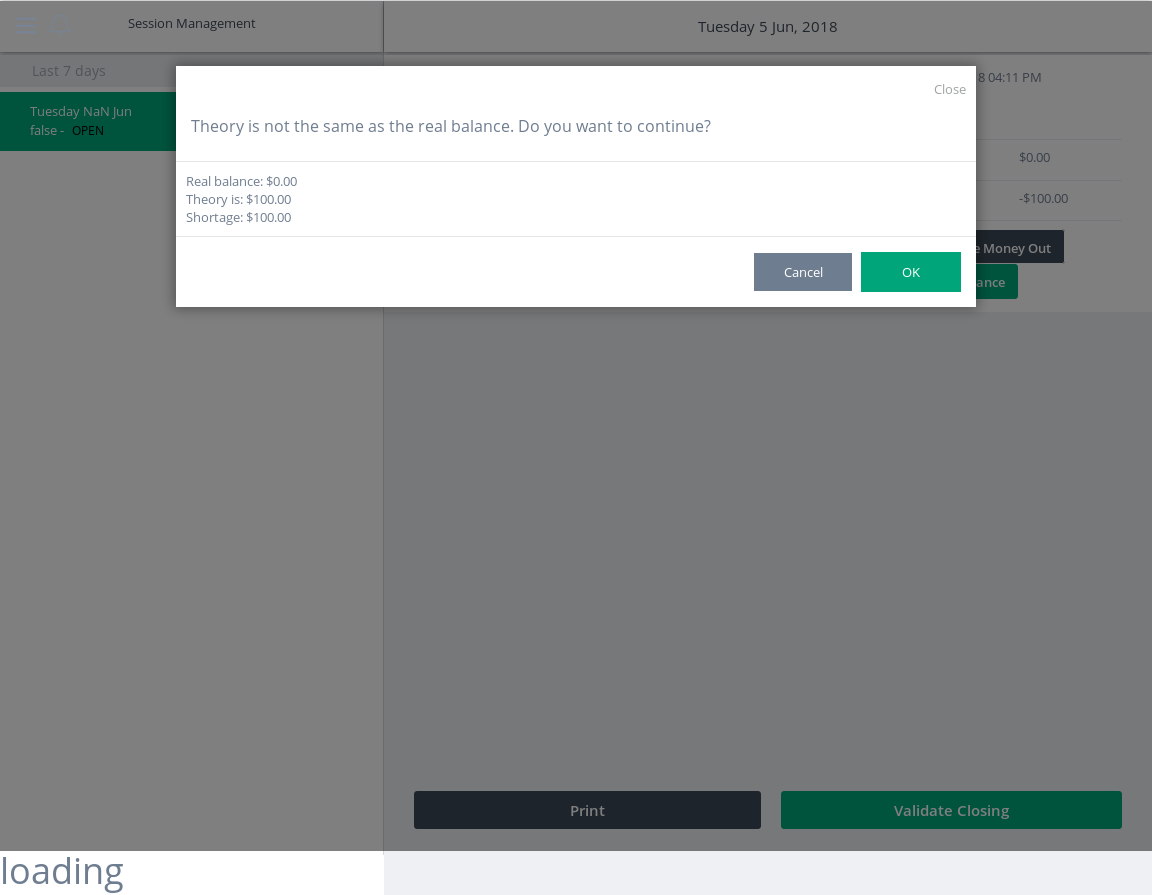 Session Management
Tuesday 5 Jun, 2018
Last 7 days
8 04:11 PM
Close
Tuesday NaN Jun
false - OPEN
Theory is not the same as the real balance. Do you want to continue?
$0.00
Real balance: $0.00
Theory is: $100.00
-$100.00
Shortage: $100.00
e Money Out
Cancel
OK
ance
Print
Validate Closing
loading